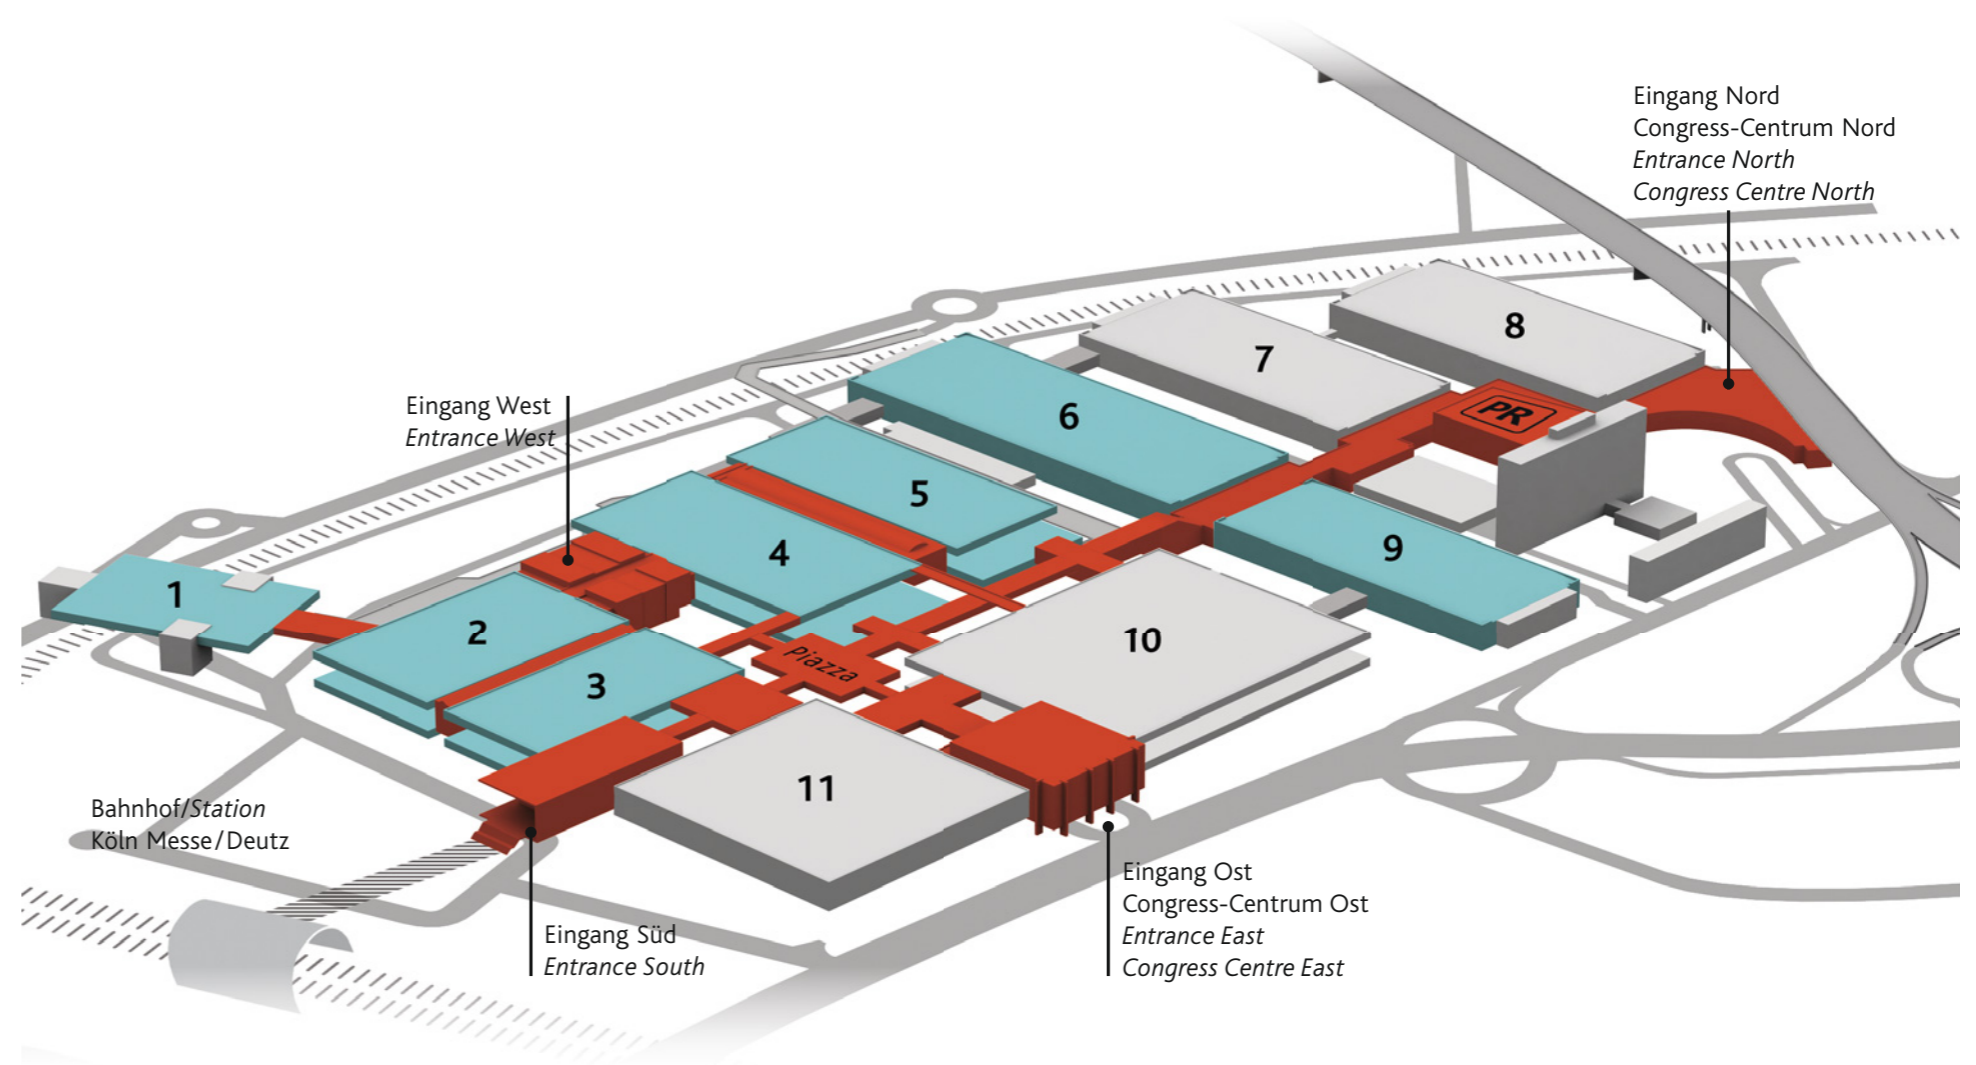 Eingang Nord
Congress-Centrum Nord
Entrance North
Congress Centre North
8
7
PR
Eingang West
Entrance West
6
5
4
9
1
2
10
3
Piazza
11
Bahnhof/Station
Köln Messe/Deutz
Eingang Süd
Entrance South
Eingang Ost
Congress-Centrum Ost
Entrance East
Congress Centre East